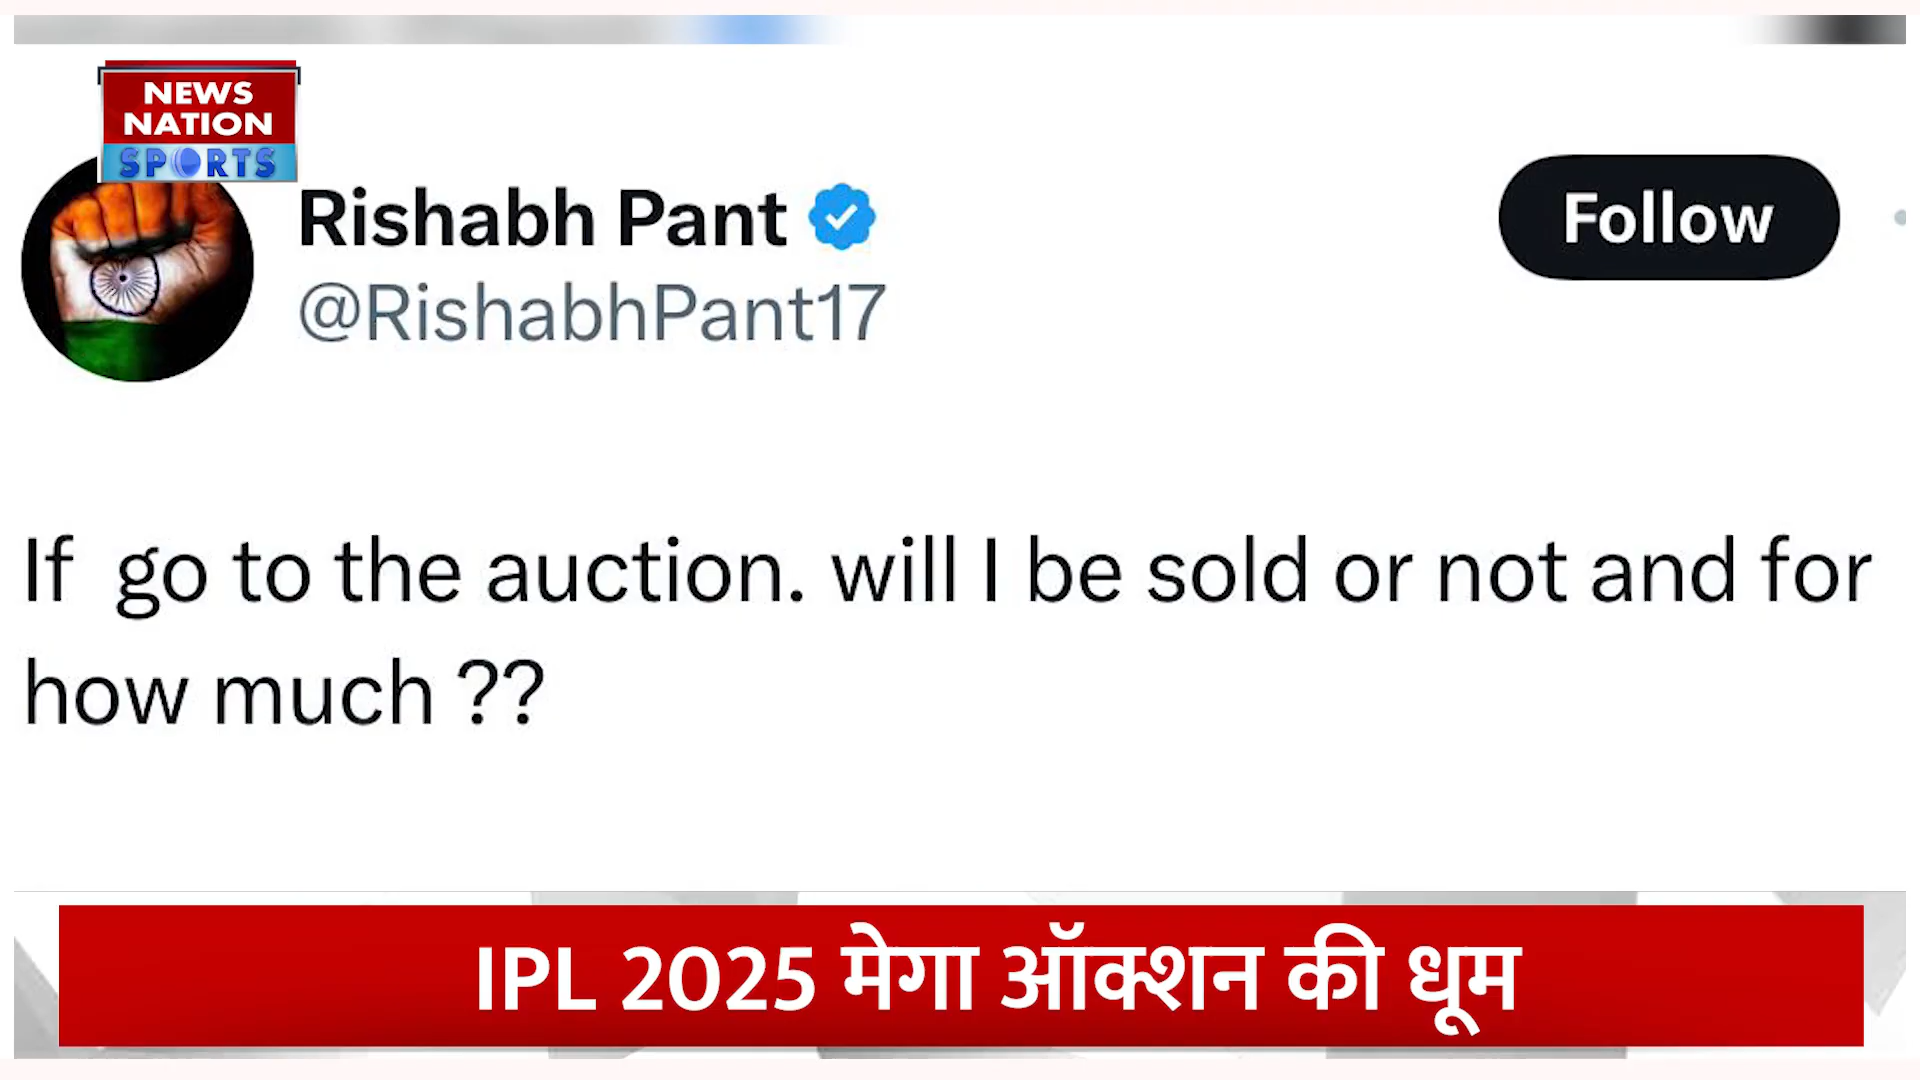 NEWS
NATION
SPORTS
Rishabh Pant
@RishabhPant17
Follow
If  go to the auction. will I be sold or not and for
how much ??
IPL 2025 मेगा ऑक्शन की धूम